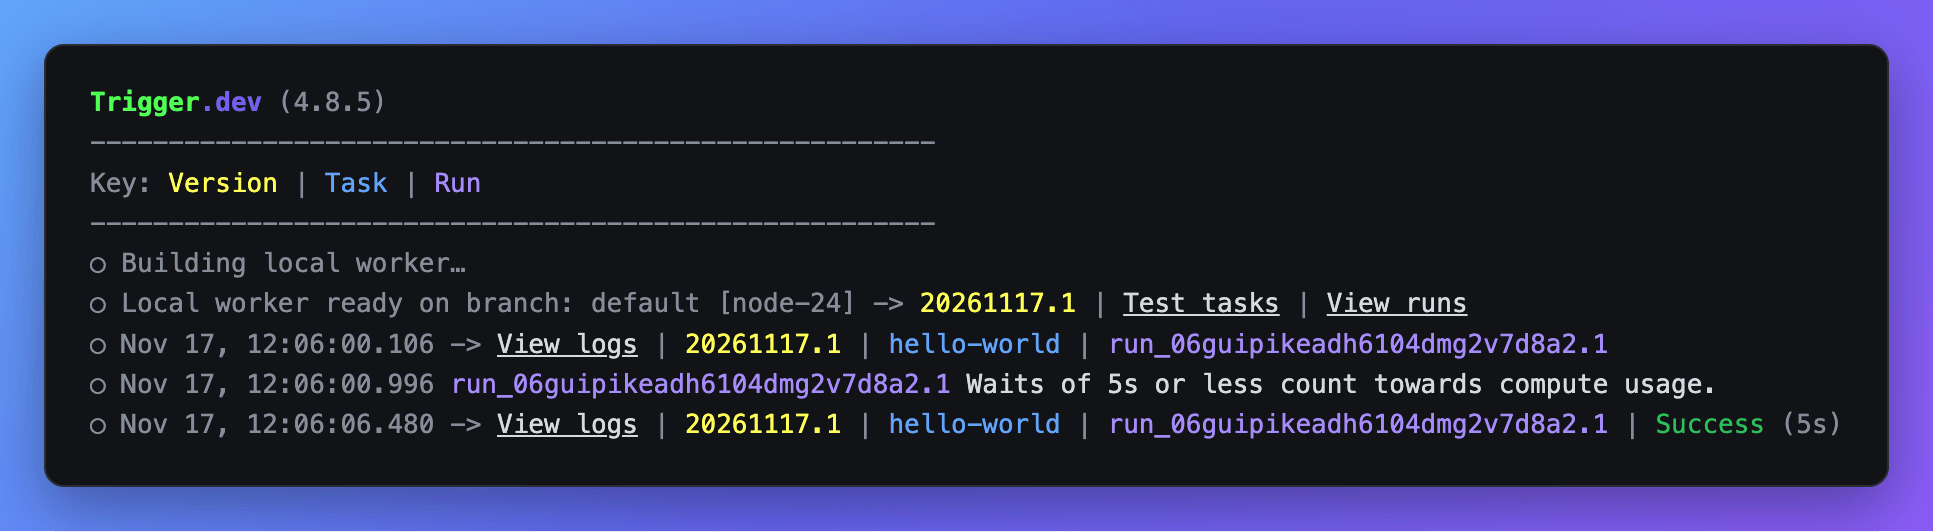 Trigger.dev (4.8.5)
------------------------------------------------------
Key: Version | Task | Run
------------------------------------------------------
○ Building local worker…
○ Local worker ready on branch: default [node-24] -> 20261117.1 | Test tasks | View runs
○ Nov 17, 12:06:00.106 -> View logs | 20261117.1 | hello-world | run_06guipikeadh6104dmg2v7d8a2.1
○ Nov 17, 12:06:00.996 run_06guipikeadh6104dmg2v7d8a2.1 Waits of 5s or less count towards compute usage.
○ Nov 17, 12:06:06.480 -> View logs | 20261117.1 | hello-world | run_06guipikeadh6104dmg2v7d8a2.1 | Success (5s)